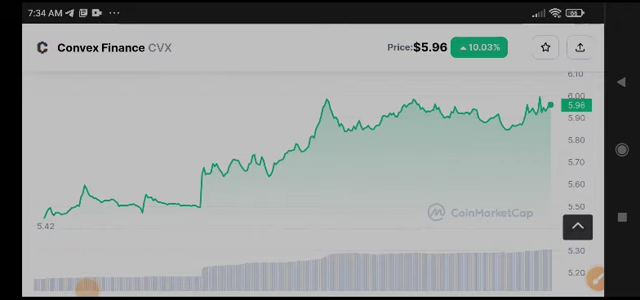 7:34 AM ...
Convex Finance CVX
Price:$5.96 10.03%
6.10
6.00
5.96
5.90
5.80
5.70
5.60
5.50
5.42
CoinMarketCap
5.30
5.20